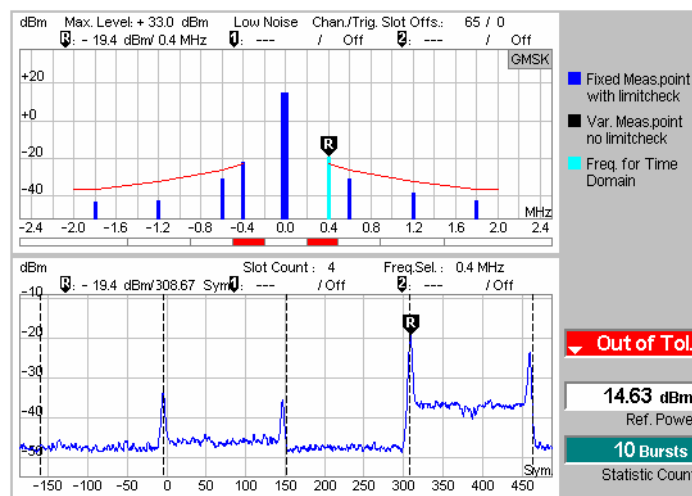 dBm Max. Level: + 33.0 dBm Low Noise Chan./Trig. Slot Offs.: 65 / 0
R: - 19.4 dBm/ 0.4 MHz 1: --- / Off 2: --- / Off
GMSK
+20
+0
-20
-40
MHz
-2.4 -2.0 -1.6 -1.2 -0.8 -0.4 0.0 0.4 0.8 1.2 1.6 2.0 2.4
R
Fixed Meas.point
with limitcheck
Var. Meas.point
no limitcheck
Freq. for Time
Domain
dBm Slot Count : 4 Freq.Sel. : 0.4 MHz
R: - 19.4 dBm/308.67 Sym 1: --- / Off 2: --- / Off
-10
-20
-30
-40
-50
R
Sym.
-150 -100 -50 0 50 100 150 200 250 300 350 400 450
Out of Tol.
14.63 dBm
Ref. Powe
10 Bursts
Statistic Coun